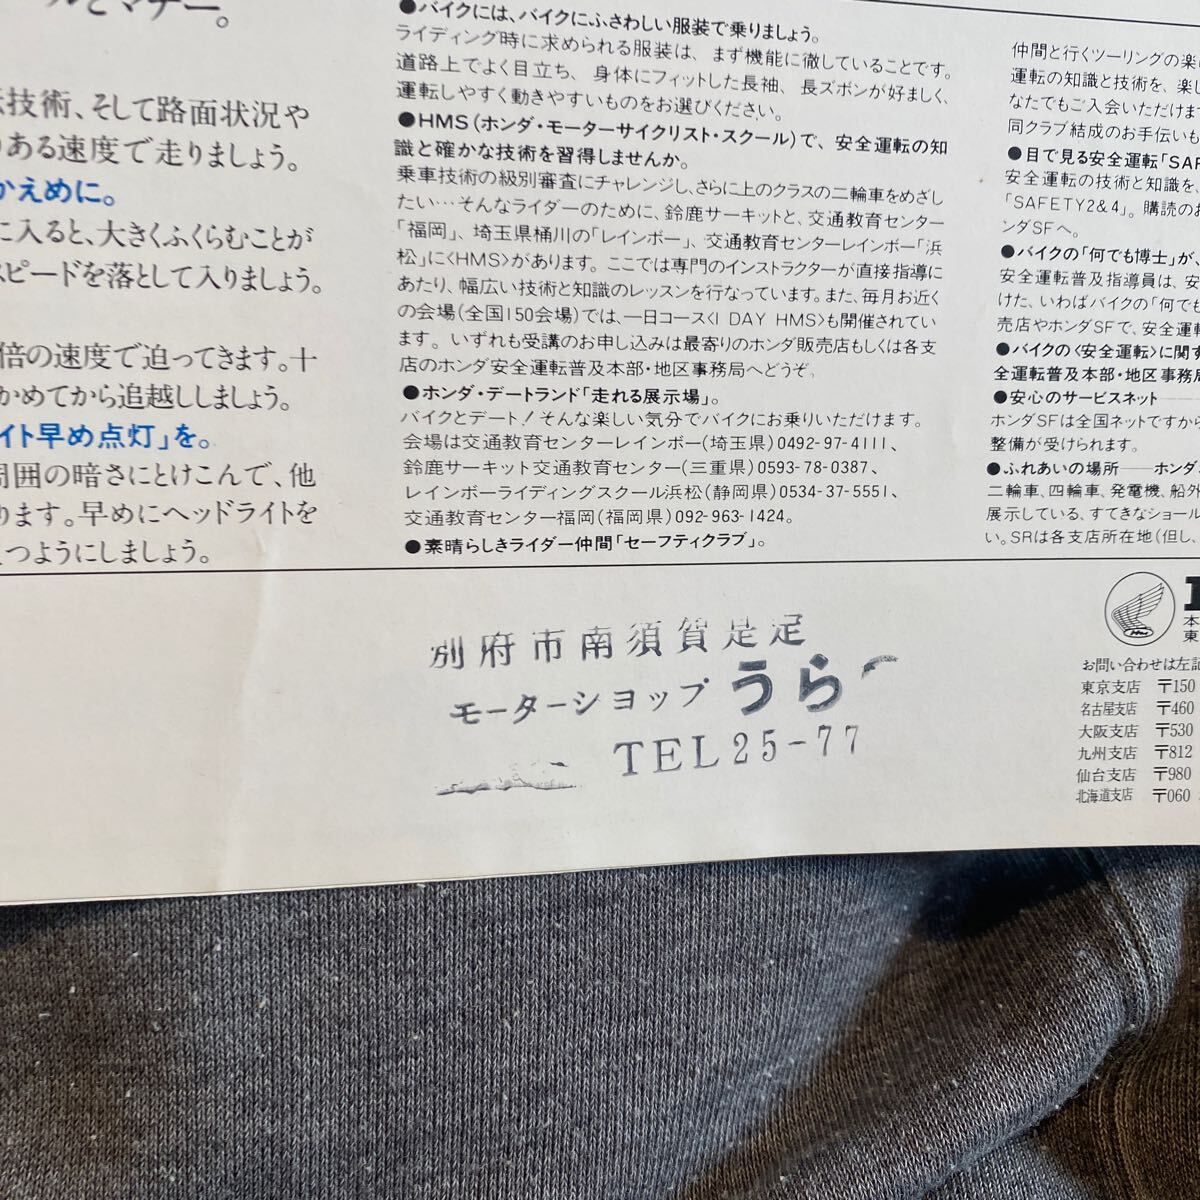 ルとマナー。
技術、そして路面状況や
ある速度で走りましょう。
かえめに。
に入ると、大きくふくらむことが
スピードを落として入りましょう。
倍の速度で迫ってきます。十
かめてから追越ししましょう。
イト早め点灯」を。
周囲の暗さにとけこんで、他
ります。早めにヘッドライトを
つようにしましょう。
●バイクには、バイクにふさわしい服装で乗りましょう。
ライディング時に求められる服装は、まず機能に徹していることです。
道路上でよく目立ち、身体にフィットした長袖、長ズボンが好ましく、
運転しやすく動きやすいものをお選びください。
●HMS(ホンダ・モーターサイクリスト・スクール)で、安全運転の知
識と確かな技術を習得しませんか。
乗車技術の級別審査にチャレンジし、さらに上のクラスの二輪車をめざし
たい…そんなライダーのために、鈴鹿サーキットと、交通教育センター
「福岡」、埼玉県桶川の「レインボー」、交通教育センターレインボー「浜
松」に〈HMS〉があります。ここでは専門のインストラクターが直接指導に
あたり、幅広い技術と知識のレッスンを行なっています。また、毎月お近く
の会場(全国150会場)では、一日コース〈1 DAY HMS〉も開催されてい
ます。いずれも受講のお申し込みは最寄りのホンダ販売店もしくは各支
店のホンダ安全運転普及本部・地区事務局へどうぞ。
●ホンダ・デートランド「走れる展示場」。
バイクとデート！そんな楽しい気分でバイクにお乗りいただけます。
会場は交通教育センターレインボー(埼玉県)0492-97-4111、
鈴鹿サーキット交通教育センター(三重県)0593-78-0387、
レインボーライディングスクール浜松(静岡県)0534-37-5551、
交通教育センター福岡(福岡県)092-963-1424。
●素晴らしきライダー仲間「セーフティクラブ」。
仲間と行くツーリングの楽
運転の知識と技術を、楽し
なたでもご入会いただけます
同クラブ結成のお手伝いも
●目で見る安全運転「SAF
安全運転の技術と知識を、
「SAFETY2&4」。購読の
ンダSFへ。
●バイクの「何でも博士」が、
安全運転普及指導員は、安
けた、いわばバイクの「何でも
売店やホンダSFで、安全運
●バイクの〈安全運転〉に関す
全運転普及本部・地区事務局
●安心のサービスネット――
ホンダSFは全国ネットですから
整備が受けられます。
●ふれあいの場所――ホンダ
二輪車、四輪車、発電機、船外
展示している、すてきなショール
い。SRは各支店所在地(但し、
本
東
お問い合わせは左記
東京支店 〒150
名古屋支店 〒460
大阪支店 〒530
九州支店 〒812
仙台支店 〒980
北海道支店 〒060
別府市南須賀是定
モーターショップ うら
TEL25-77